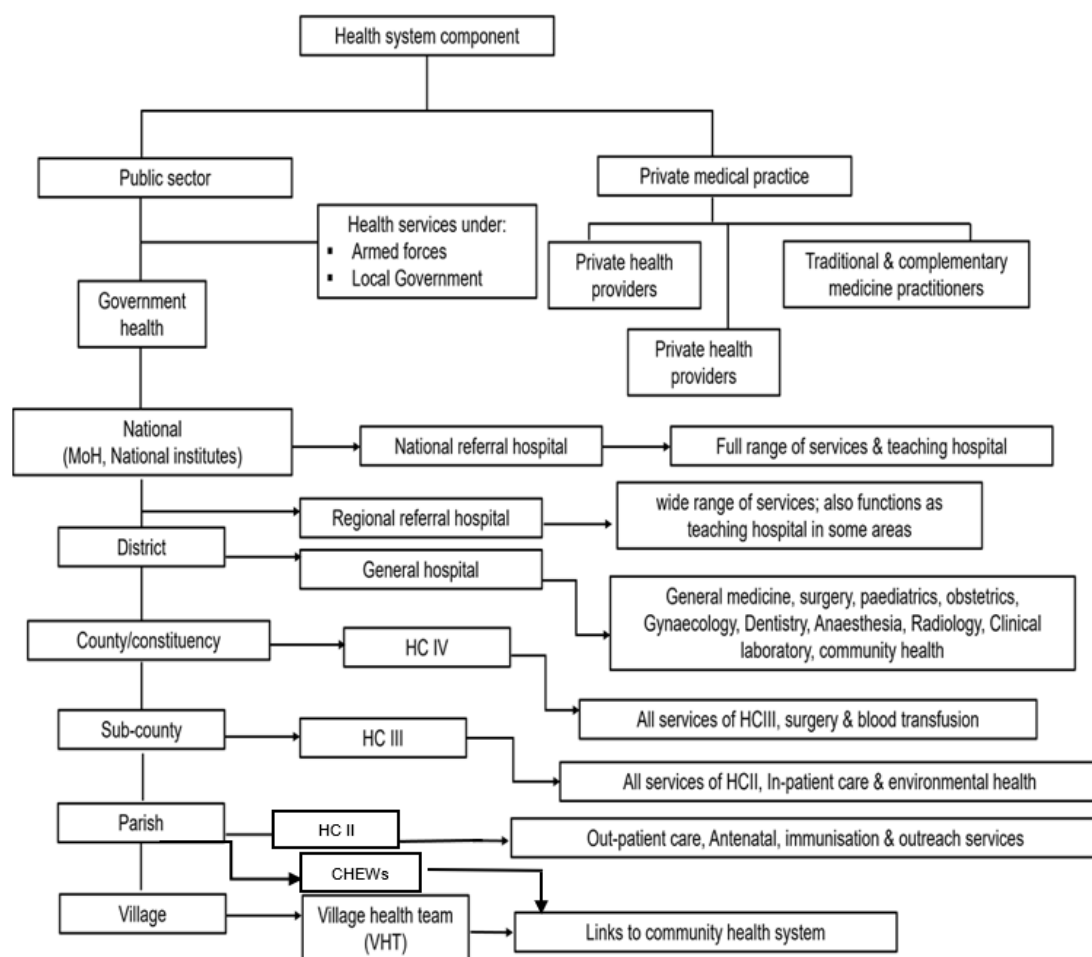 Health system component
Public sector
Private medical practice
Health services under:
▪ Armed forces
▪ Local Government
Private health
providers
Traditional & complementary
medicine practitioners
Government
health
Private health
providers
National
(MoH, National institutes)
National referral hospital
Full range of services & teaching hospital
Regional referral hospital
wide range of services; also functions as
teaching hospital in some areas
District
General hospital
General medicine, surgery, paediatrics, obstetrics,
Gynaecology, Dentistry, Anaesthesia, Radiology, Clinical
laboratory, community health
County/constituency
HC IV
All services of HCIII, surgery & blood transfusion
Sub-county
HC III
All services of HCII, In-patient care & environmental health
Parish
HC II
Out-patient care, Antenatal, immunisation & outreach services
CHEWs
Village
Village health team
(VHT)
Links to community health system